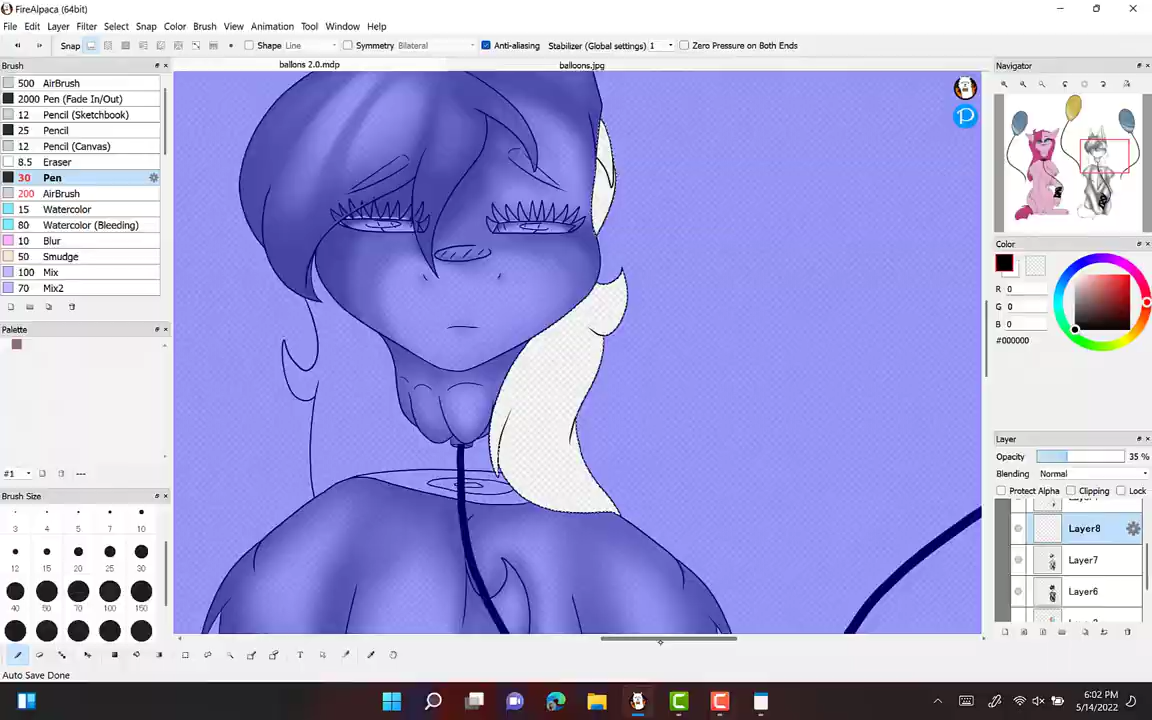 FireAlpaca (64bit)
File Edit Layer Filter Select Snap Color Brush View Animation Tool Window Help
Snap Shape Line Symmetry Bilateral Anti-aliasing Stabilizer (Global settings) 1 Zero Pressure on Both Ends
Brush
ballons 2.0.mdp
balloons.jpg
Navigator
500 AirBrush
2000 Pen (Fade In/Out)
12 Pencil (Sketchbook)
25 Pencil
12 Pencil (Canvas)
8.5 Eraser
30 Pen
200 AirBrush
15 Watercolor
80 Watercolor (Bleeding)
10 Blur
50 Smudge
100 Mix
70 Mix2
Color
R 0
G 0
B 0
#000000
Palette
#1
Brush Size
3 4 5 7 10
12 15 20 25 30
40 50 70 100 150
Layer
Opacity 35 %
Blending Normal
Protect Alpha Clipping Lock
Layer8
Layer7
Layer6
Auto Save Done
6:02 PM
5/14/2022